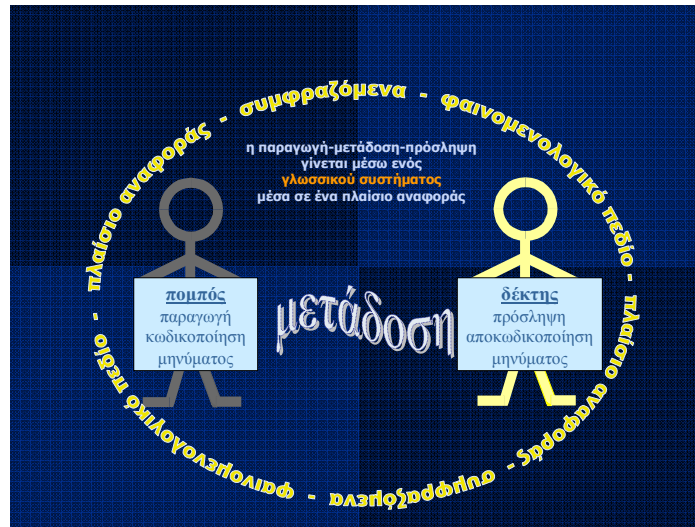 πλαίσιο αναφοράς - συμφραζόμενα - φαινομενολογικό πεδίο - πλαίσιο αναφοράς - συμφραζόμενα - φαινομενολογικό πεδίο -
η παραγωγή-μετάδοση-πρόσληψη
γίνεται μέσω ενός
γλωσσικού συστήματος
μέσα σε ένα πλαίσιο αναφοράς
πομπός
παραγωγή
κωδικοποίηση
μηνύματος
μετάδοση
δέκτης
πρόσληψη
αποκωδικοποίηση
μηνύματος